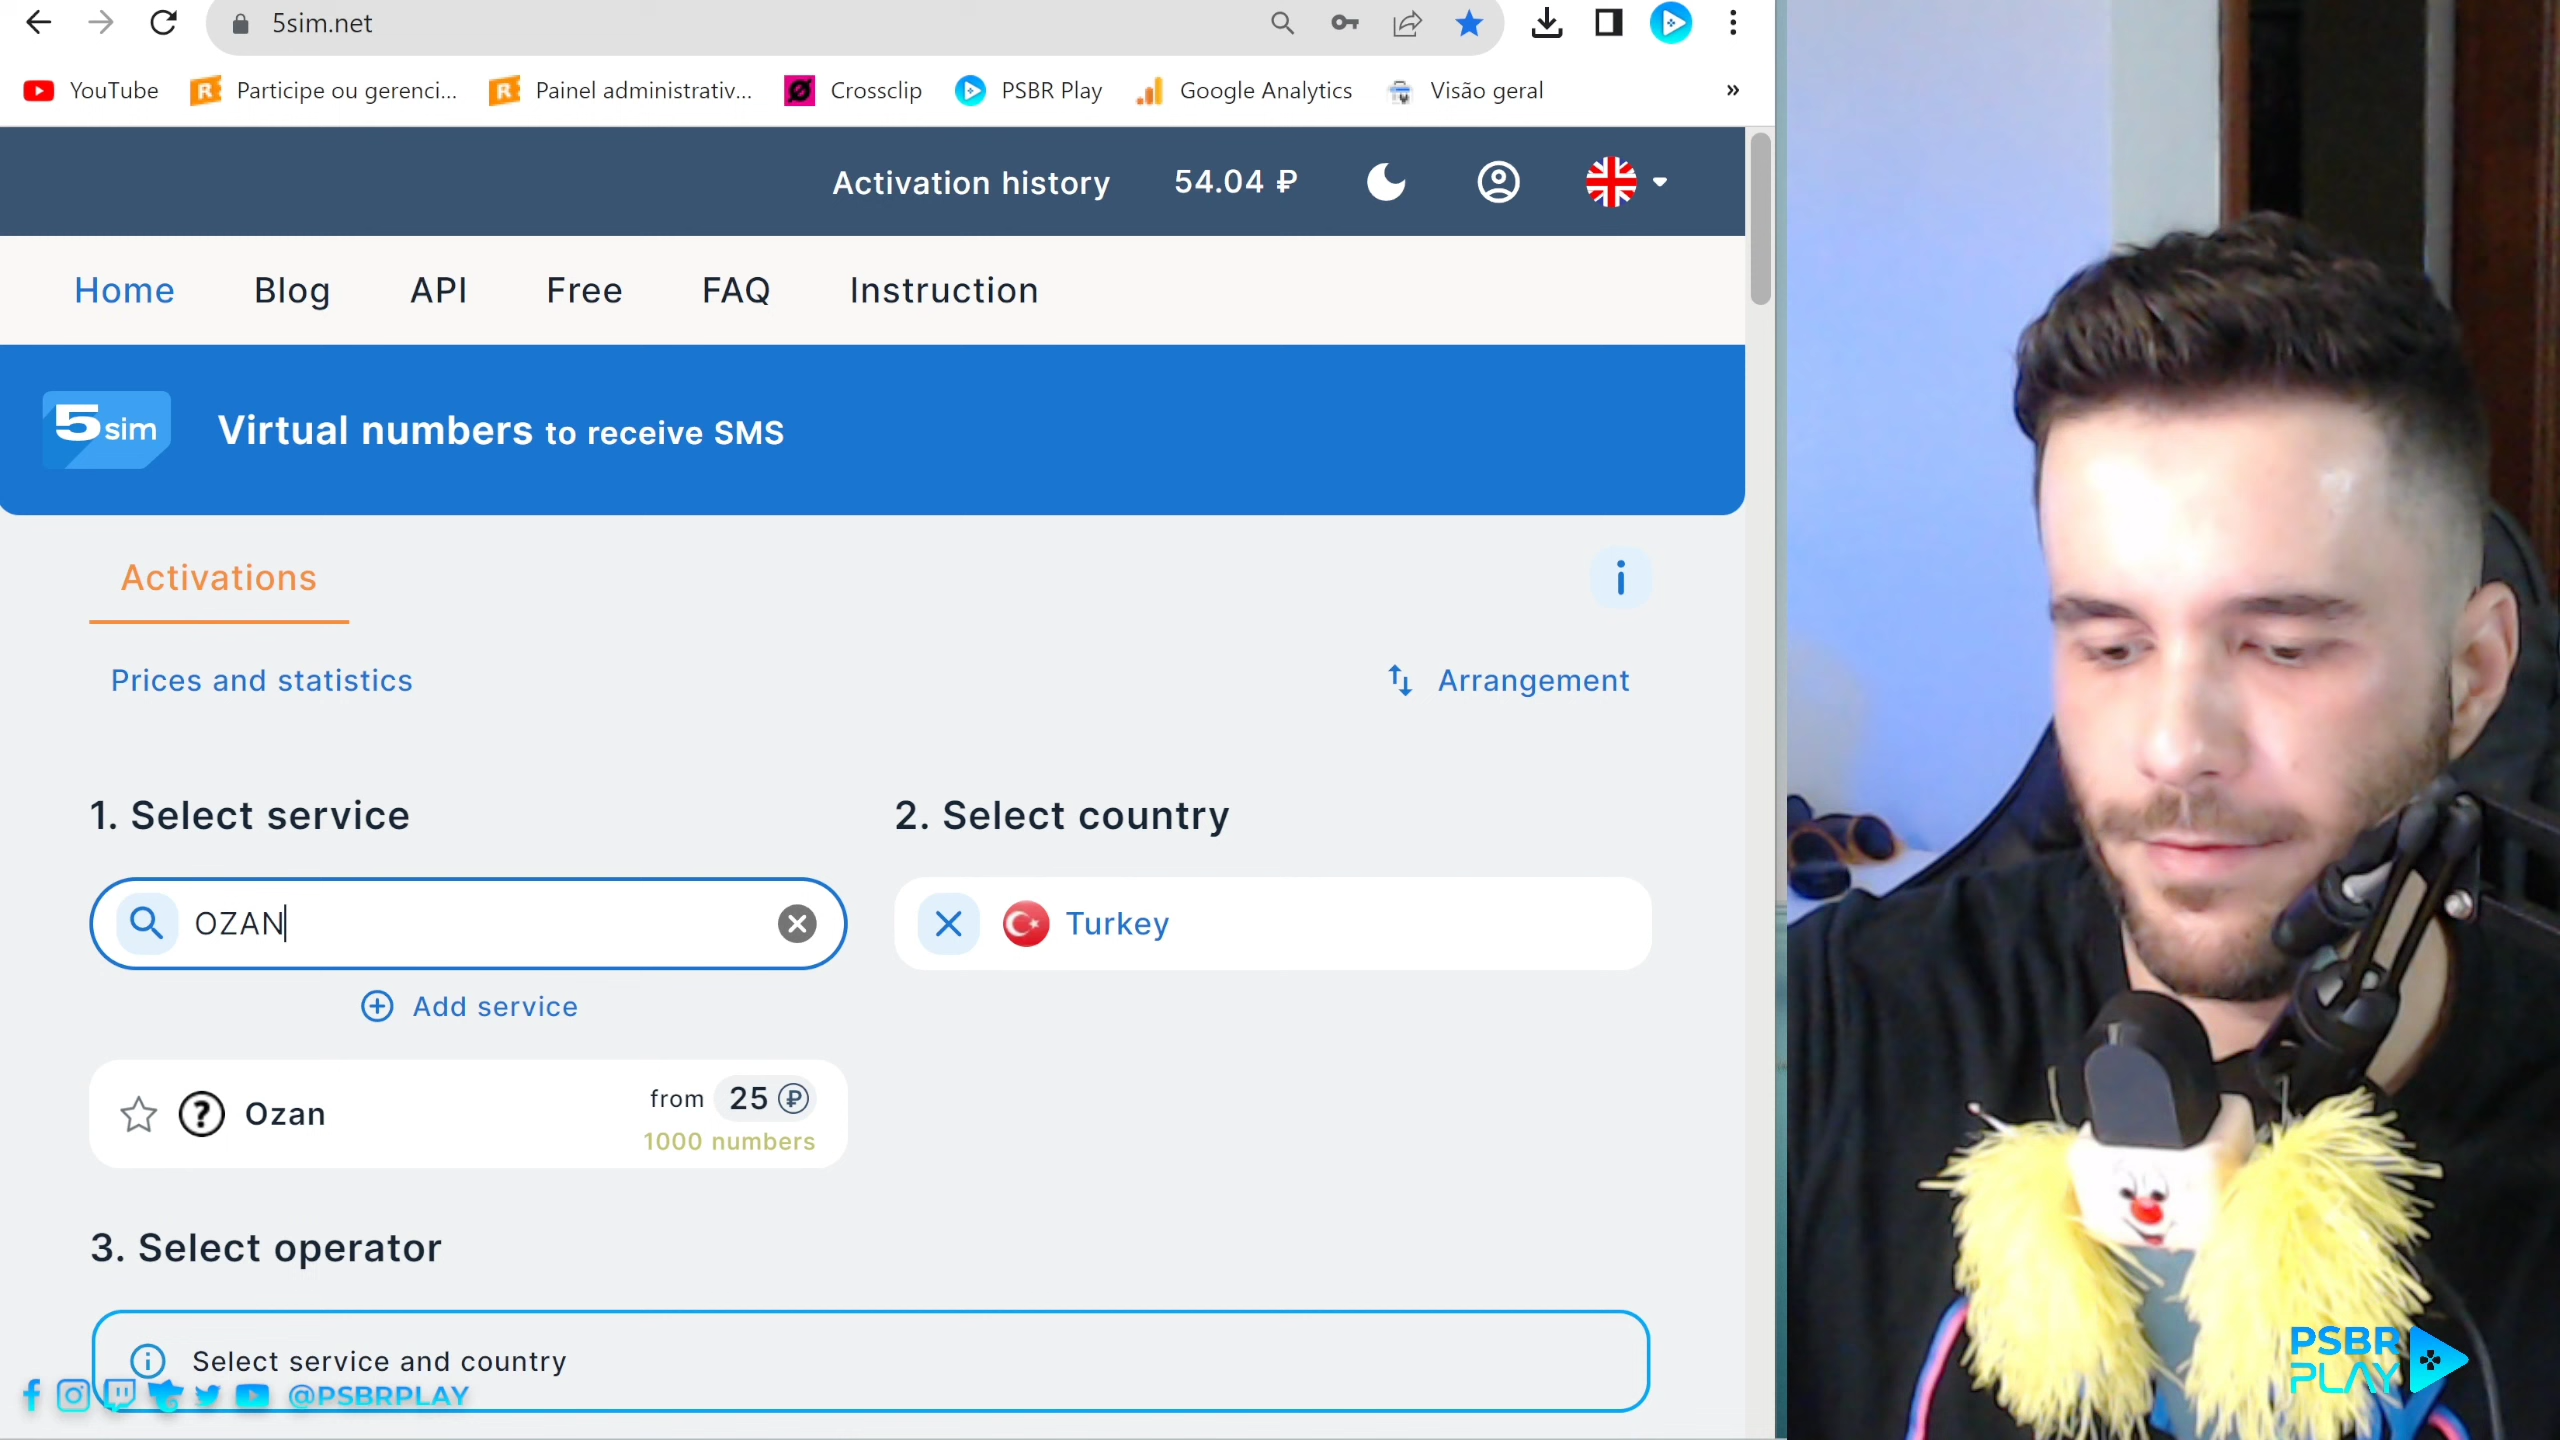 5sim.net
YouTube
Participe ou gerenci...
Painel administrativ...
Crossclip
PSBR Play
Google Analytics
Visão geral
»
Activation history
54.04 ₽
Home
Blog
API
Free
FAQ
Instruction
5sim
Virtual numbers to receive SMS
Activations
Prices and statistics
Arrangement
1. Select service
2. Select country
OZAN
Turkey
Add service
Ozan
from 25 ₽
1000 numbers
3. Select operator
Select service and country
@PSBRPLAY
PSBR
PLAY